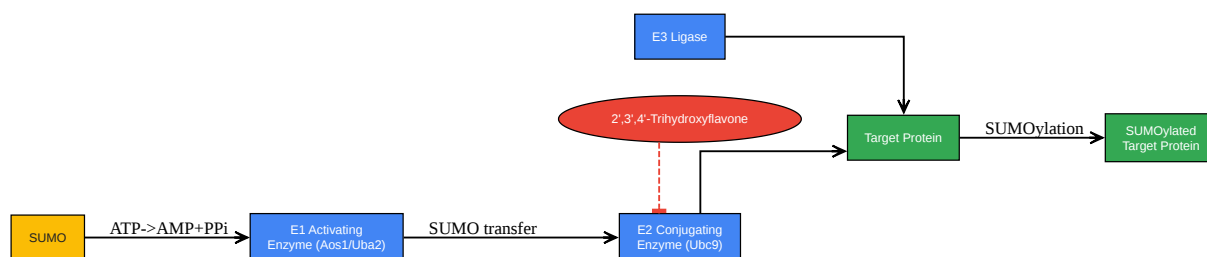 E3 Ligase
2',3',4'-Trihydroxyflavone
Target Protein
SUMOylation
SUMOylated
Target Protein
SUMO
ATP->AMP+PPi
E1 Activating
Enzyme (Aos1/Uba2)
SUMO transfer
E2 Conjugating
Enzyme (Ubc9)